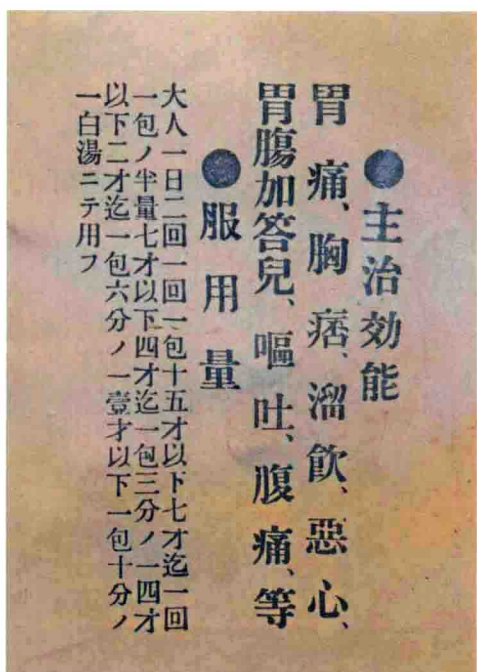 ●主治効能
胃痛、胸痞、溜飮、惡心、
胃腸加答兒、嘔吐、腹痛、等
●服用量
大人一日二回一回一包十五才以下七才迄一回
一包ノ半量七才以下四才迄一包三分ノ一四才
以下二才迄一包六分ノ一壹才以下一包十分ノ
一白湯ニテ用フ